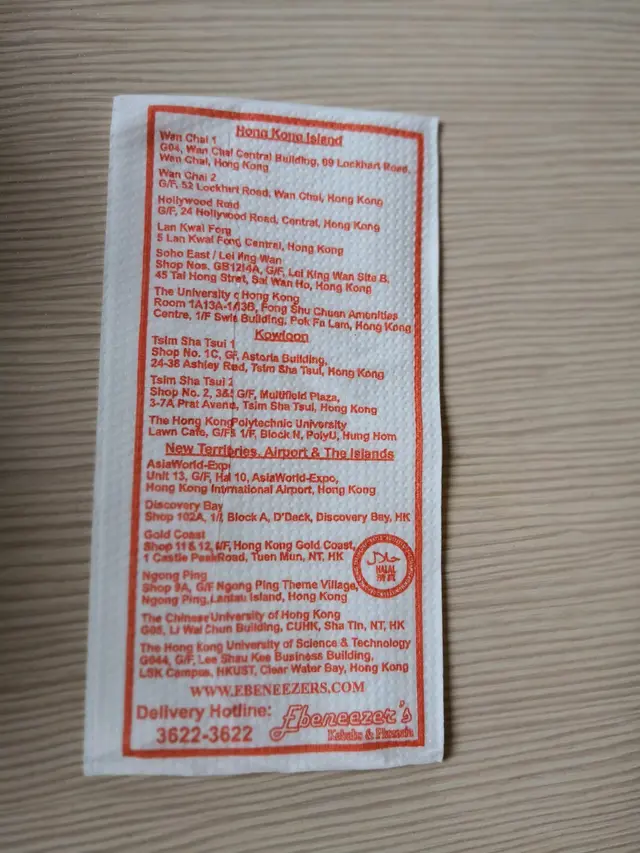 Hong Kong Island
Wan Chai 1
G04, Wan Chai Central Building, 89 Lockhart Road,
Wan Chai, Hong Kong
Wan Chai 2
G/F, 52 Lockhart Road, Wan Chai, Hong Kong
Hollywood Road
G/F, 24 Hollywood Road, Central, Hong Kong
Lan Kwai Fong
5 Lan Kwai Fong Central, Hong Kong
Soho East / Lei King Wan
Shop Nos. GB12/4A, G/F, Lei King Wan Site B,
45 Tai Hong Street, Sai Wan Ho, Hong Kong
The University of Hong Kong
Room 1A13A-1A13B, Fong Shu Chuen Amenities
Centre, 1/F Swire Building, Pok Fu Lam, Hong Kong
Kowloon
Tsim Sha Tsui 1
Shop No. 1C, GF, Astoria Building,
24-38 Ashley Road, Tsim Sha Tsui, Hong Kong
Tsim Sha Tsui 2
Shop No. 2, 3&5 G/F, Multifield Plaza,
3-7A Prat Avenue, Tsim Sha Tsui, Hong Kong
The Hong Kong Polytechnic University
Lawn Cafe, G/F& 1/F, Block N, PolyU, Hung Hom
New Territories, Airport & The Islands
AsiaWorld-Expo
Unit 13, G/F, Hall 10, AsiaWorld-Expo,
Hong Kong International Airport, Hong Kong
Discovery Bay
Shop 102A, 1/F, Block A, D'Deck, Discovery Bay, HK
Gold Coast
Shop 11 & 12, Hong Kong Gold Coast,
1 Castle Peak Road, Tuen Mun, NT, HK
حلال
HALAL
Ngong Ping
Shop 9A, G/F Ngong Ping Theme Village,
Ngong Ping, Lantau Island, Hong Kong
The Chinese University of Hong Kong
G05, Li Wai Chun Building, CUHK, Sha Tin, NT, HK
The Hong Kong University of Science & Technology
G044, G/F, Lee Shau Kee Business Building,
LSK Campus, HKUST, Clear Water Bay, Hong Kong
WWW.EBENEEZERS.COM
Delivery Hotline:
3622-3622
Ebeneezer's
Kebabs & Pizzeria